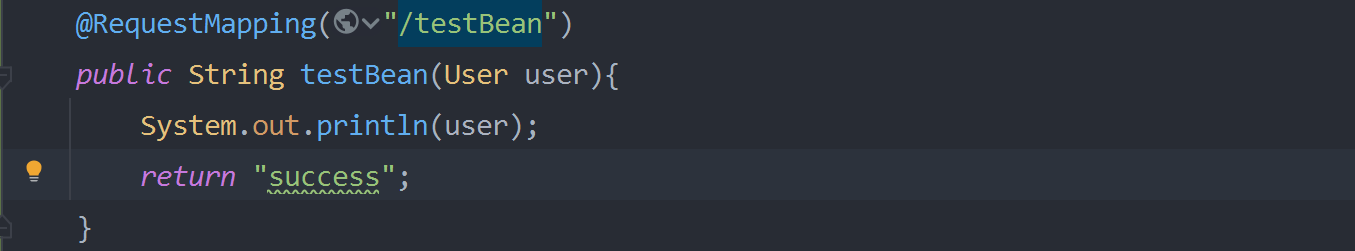 @RequestMapping("/testBean")
public String testBean(User user){
System.out.println(user);
return "success";
}